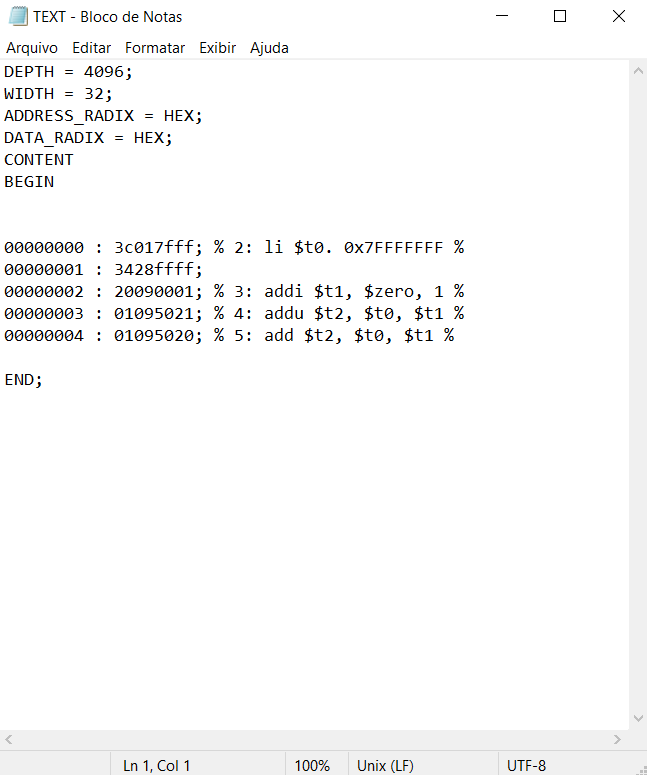 TEXT - Bloco de Notas
Arquivo Editar Formatar Exibir Ajuda
DEPTH = 4096;
WIDTH = 32;
ADDRESS_RADIX = HEX;
DATA_RADIX = HEX;
CONTENT
BEGIN
00000000 : 3c017fff; % 2: li $t0. 0x7FFFFFFF %
00000001 : 3428ffff;
00000002 : 20090001; % 3: addi $t1, $zero, 1 %
00000003 : 01095021; % 4: addu $t2, $t0, $t1 %
00000004 : 01095020; % 5: add $t2, $t0, $t1 %
END;
Ln 1, Col 1 100% Unix (LF) UTF-8